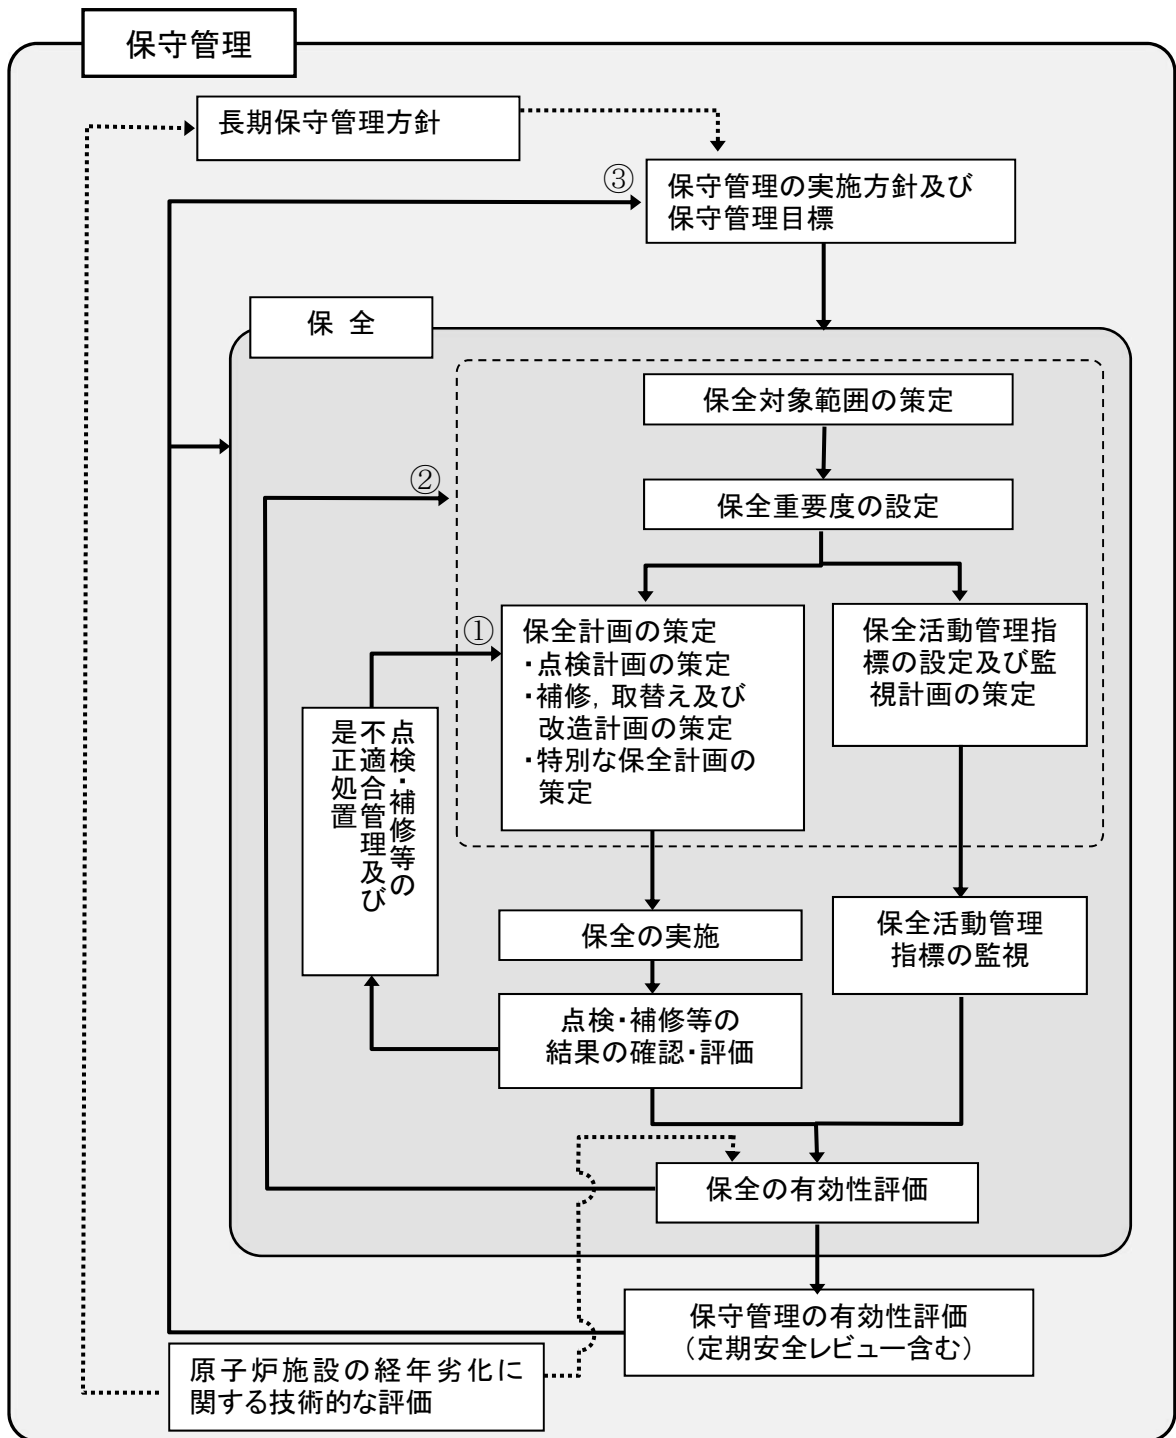 保守管理
長期保守管理方針
③
保守管理の実施方針及び
保守管理目標
保 全
保全対象範囲の策定
②
保全重要度の設定
①
保全計画の策定
・点検計画の策定
・補修，取替え及び
改造計画の策定
・特別な保全計画の
策定
保全活動管理指
標の設定及び監
視計画の策定
点検・補修等の
不適合管理及び
是正処置
保全の実施
保全活動管理
指標の監視
点検・補修等の
結果の確認・評価
保全の有効性評価
保守管理の有効性評価
（定期安全レビュー含む）
原子炉施設の経年劣化に
関する技術的な評価